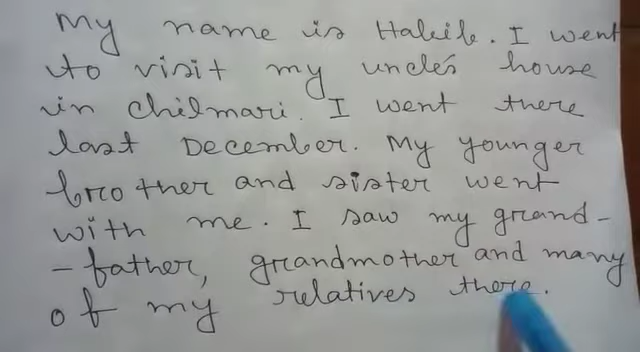 My name is Habib. I went
to visit my uncle's house
in chilmari. I went there
last December. My younger
brother and sister went
with me. I saw my grand-
-father, grandmother and many
of my relatives there.